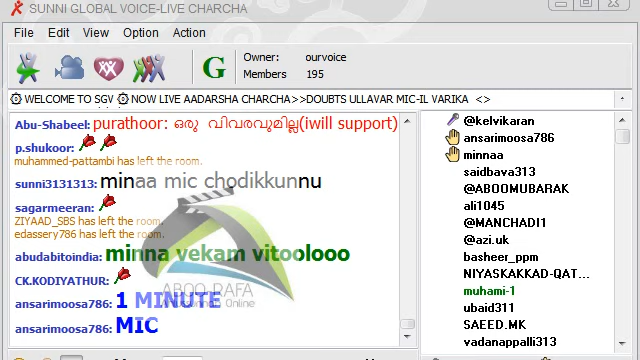 SUNNI GLOBAL VOICE-LIVE CHARCHA
File Edit View Option Action
G Owner: ourvoice
Members 195
WELCOME TO SGV NOW LIVE AADARSHA CHARCHA>>DOUBTS ULLAVAR MIC-IL VARIKA <>
Abu-Shabeel: purathoor: ഒരു വിവരവുമില്ല(iwill support)
p.shukoor:
muhammed-pattambi has left the room.
sunni3131313: minaa mic chodikkunnu
sagarmeeran:
ZIYAAD_SBS has left the room.
edassery786 has left the room.
abudabitoindia: minna vekam vitoolooo
CK.KODIYATHUR:
ansarimoosa786: 1 MINUTE
ansarimoosa786: MIC
ABOO RAFA
Online
@kelvikaran
ansarimoosa786
minnaa
saidbava313
@ABOOMUBARAK
ali1045
@MANCHADI1
@azi.uk
basheer_ppm
NIYASKAKKAD-QAT...
muhami-1
ubaid311
SAEED.MK
vadanappalli313